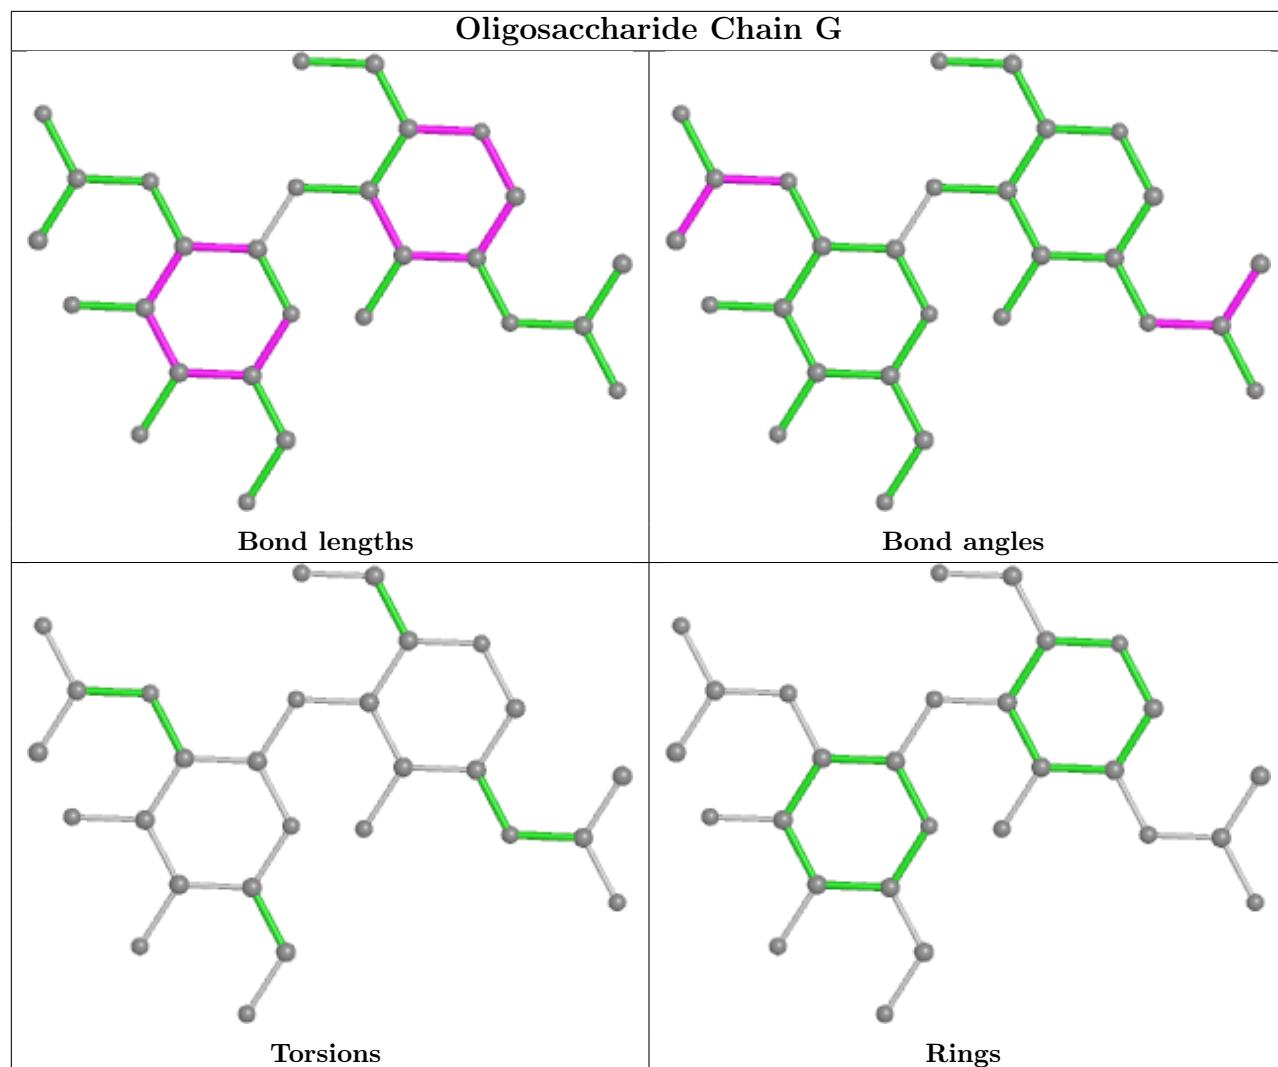 Oligosaccharide Chain G
Bond lengths
Bond angles
Torsions
Rings